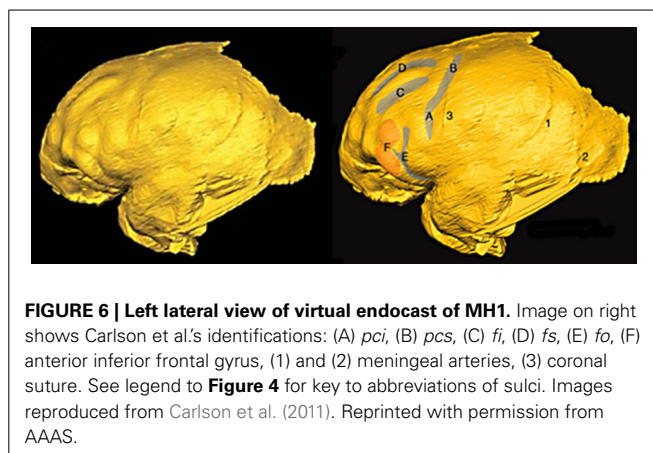 D
B
C
A
3
F
E
1
2
FIGURE 6 | Left lateral view of virtual endocast of MH1. Image on right
shows Carlson et al.'s identifications: (A) pci, (B) pcs, (C) fi, (D) fs, (E) fo, (F)
anterior inferior frontal gyrus, (1) and (2) meningeal arteries, (3) coronal
suture. See legend to Figure 4 for key to abbreviations of sulci. Images
reproduced from Carlson et al. (2011). Reprinted with permission from
AAAS.